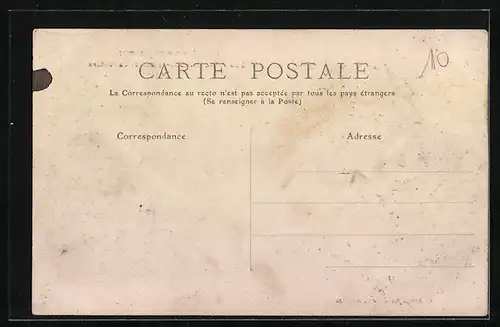 10
CARTE POSTALE
La Correspondance au recto n'est pas acceptée par tous les pays étrangers
(Se renseigner à la Poste)
Correspondance
Adresse